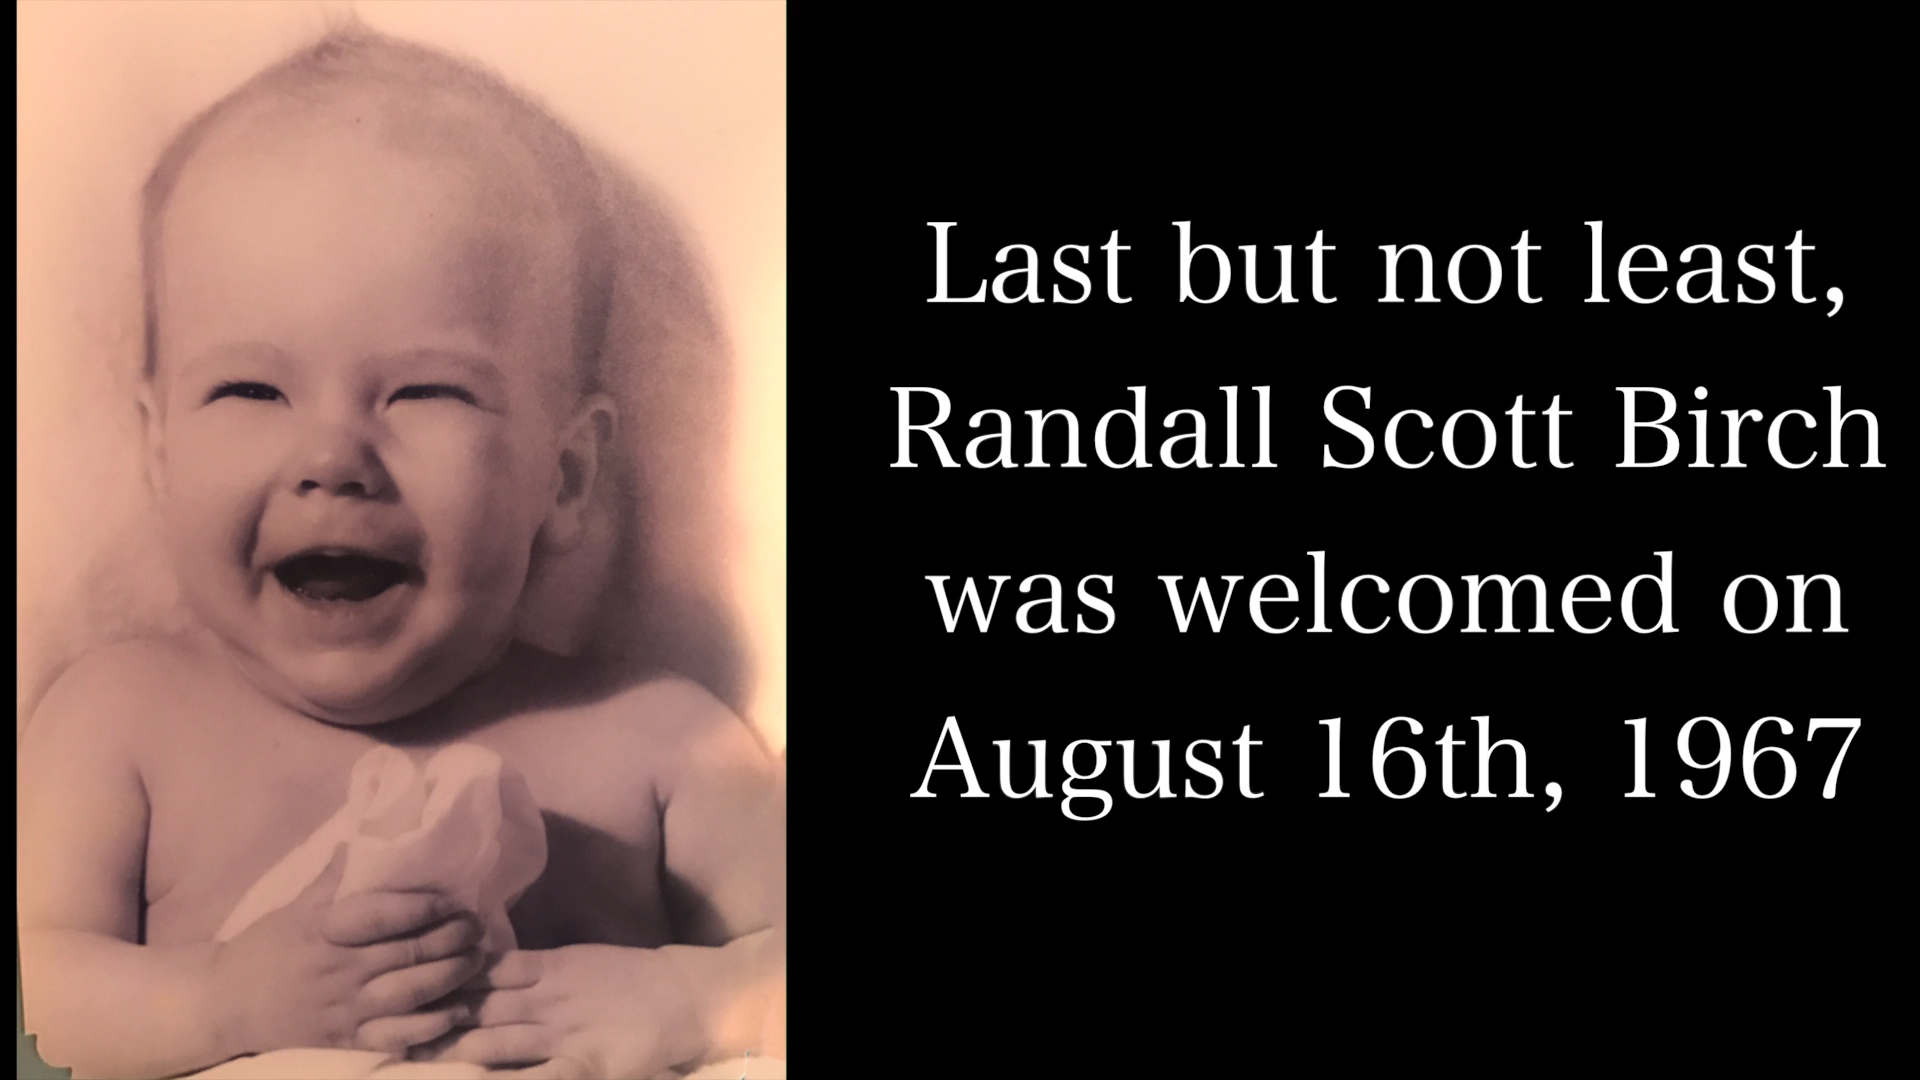 Last but not least,
Randall Scott Birch
was welcomed on
August 16th, 1967